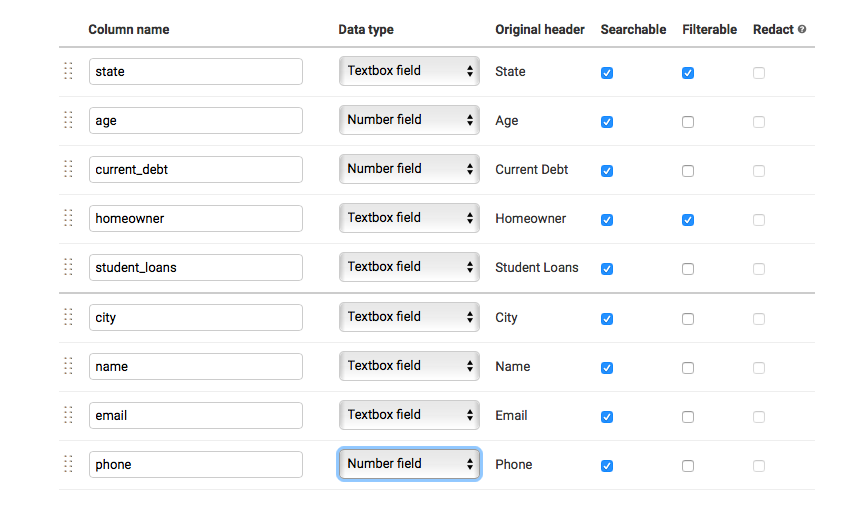 Column name Data type Original header Searchable Filterable Redact ?
state Textbox field State
age Number field Age
current_debt Number field Current Debt
homeowner Textbox field Homeowner
student_loans Textbox field Student Loans
city Textbox field City
name Textbox field Name
email Textbox field Email
phone Number field Phone